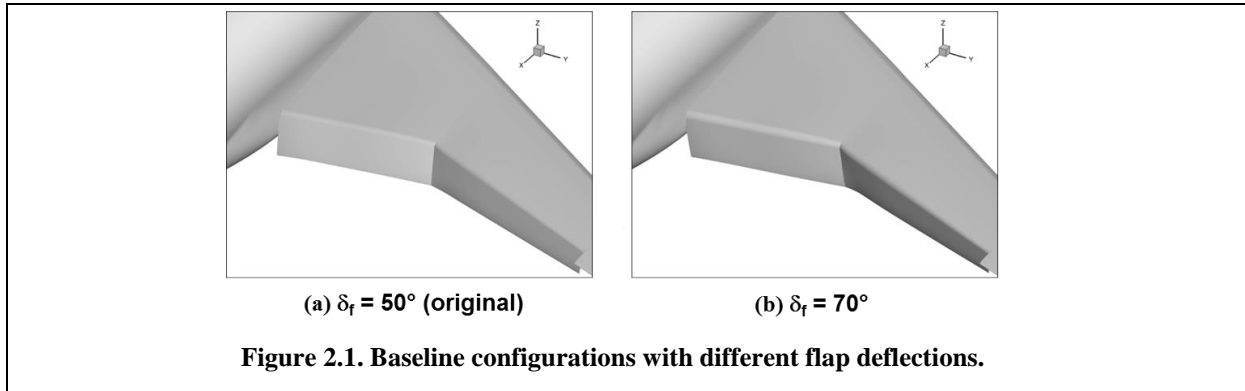 Z
X
Y
Z
X
Y
(a) δf = 50° (original)
(b) δf = 70°
Figure 2.1. Baseline configurations with different flap deflections.